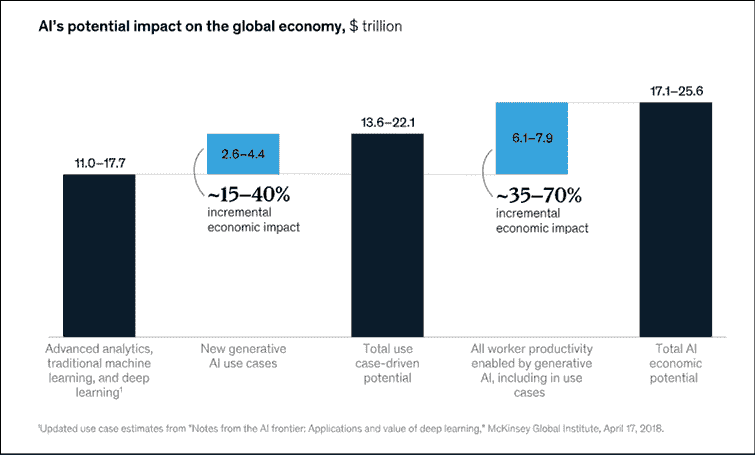 AI's potential impact on the global economy, $ trillion
17.1–25.6
13.6–22.1
6.1–7.9
2.6–4.4
11.0–17.7
~15–40%
incremental
economic impact
~35–70%
incremental
economic impact
Advanced analytics,
traditional machine
learning, and deep
learning¹
New generative
AI use cases
Total use
case-driven
potential
All worker productivity
enabled by generative
AI, including in use
cases
Total AI
economic
potential
¹Updated use case estimates from "Notes from the AI frontier: Applications and value of deep learning," McKinsey Global Institute, April 17, 2018.